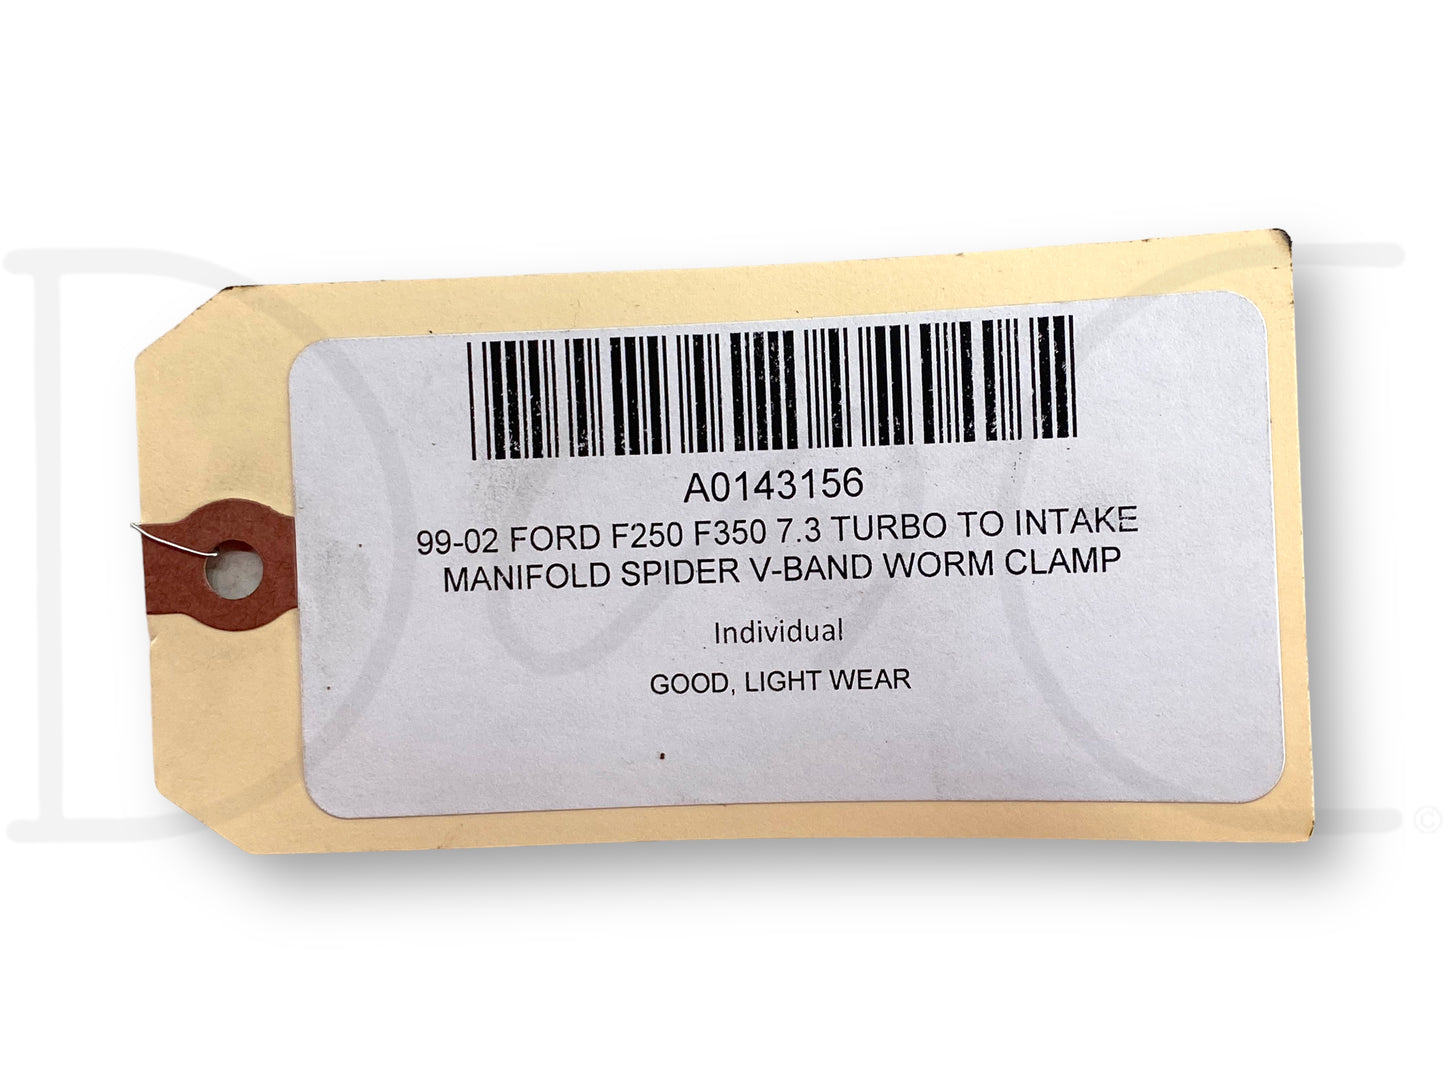 A0143156
99-02 FORD F250 F350 7.3 TURBO TO INTAKE
MANIFOLD SPIDER V-BAND WORM CLAMP
Individual
GOOD, LIGHT WEAR
©